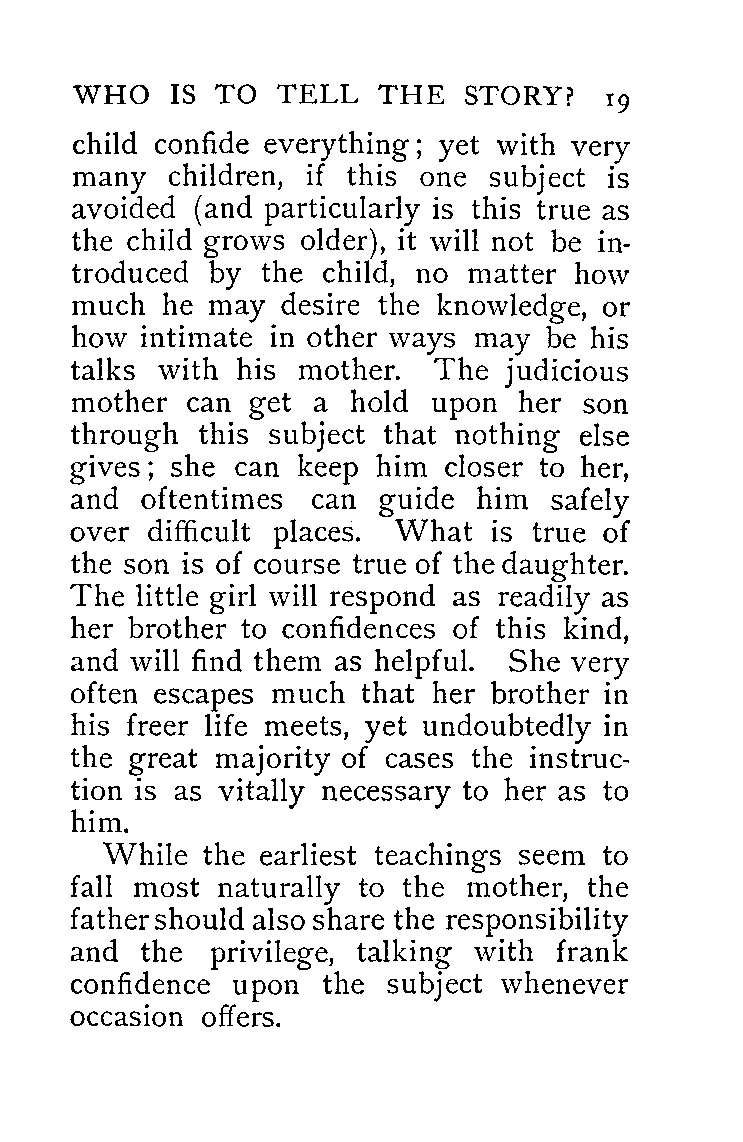 WHO IS TO TELL THE STORY? 19
child confide everything; yet with very
many children, if this one subject is
avoided (and particularly is this true as
the child grows older), it will not be in-
troduced by the child, no matter how
much he may desire the knowledge, or
how intimate in other ways may be his
talks with his mother. The judicious
mother can get a hold upon her son
through this subject that nothing else
gives; she can keep him closer to her,
and oftentimes can guide him safely
over difficult places. What is true of
the son is of course true of the daughter.
The little girl will respond as readily as
her brother to confidences of this kind,
and will find them as helpful. She very
often escapes much that her brother in
his freer life meets, yet undoubtedly in
the great majority of cases the instruc-
tion is as vitally necessary to her as to
him.
While the earliest teachings seem to
fall most naturally to the mother, the
father should also share the responsibility
and the privilege, talking with frank
confidence upon the subject whenever
occasion offers.